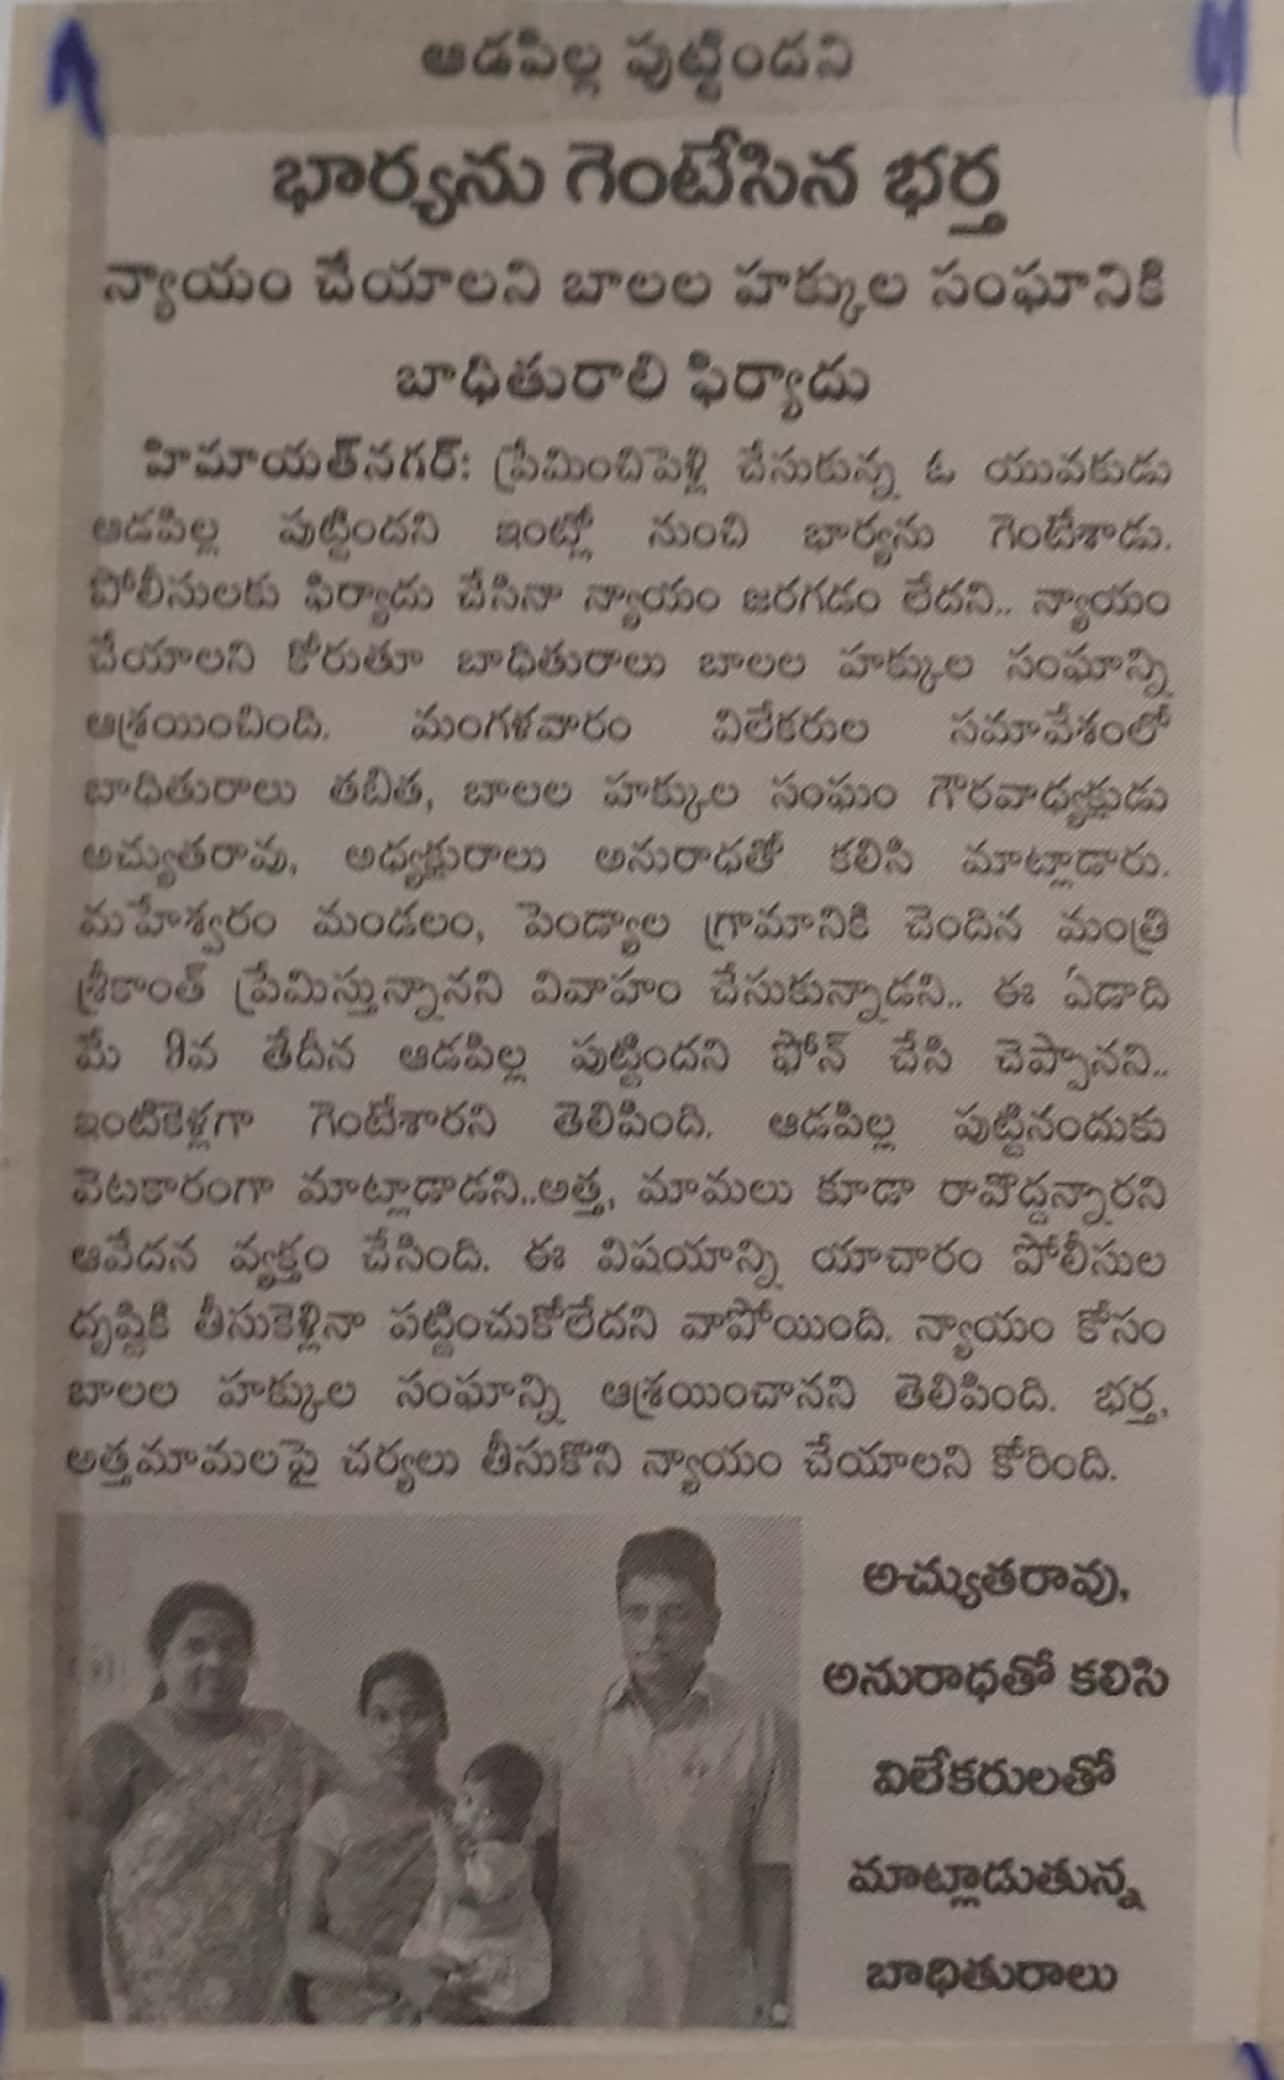 ఆడపిల్ల పుట్టిందని
భార్యను గెంటేసిన భర్త
న్యాయం చేయాలని బాలల హక్కుల సంఘానికి
బాధితురాలి ఫిర్యాదు
హిమాయత్‌నగర్: ప్రేమించిపెళ్లి చేసుకున్న ఓ యువకుడు
ఆడపిల్ల పుట్టిందని ఇంట్లో నుంచి భార్యను గెంటేశాడు.
పోలీసులకు ఫిర్యాదు చేసినా న్యాయం జరగడం లేదని.. న్యాయం
చేయాలని కోరుతూ బాధితురాలు బాలల హక్కుల సంఘాన్ని
ఆశ్రయించింది. మంగళవారం విలేకరుల సమావేశంలో
బాధితురాలు తబిత, బాలల హక్కుల సంఘం గౌరవాధ్యక్షుడు
అచ్యుతరావు, అధ్యక్షురాలు అనురాధతో కలిసి మాట్లాడారు.
మహేశ్వరం మండలం, పెండ్యాల గ్రామానికి చెందిన మంత్రి
శ్రీకాంత్ ప్రేమిస్తున్నానని వివాహం చేసుకున్నాడని.. ఈ ఏడాది
మే 9వ తేదీన ఆడపిల్ల పుట్టిందని ఫోన్ చేసి చెప్పానని..
ఇంటికెళ్లగా గెంటేశారని తెలిపింది. ఆడపిల్ల పుట్టినందుకు
వెటకారంగా మాట్లాడాడని..అత్త, మామలు కూడా రావొద్దన్నారని
ఆవేదన వ్యక్తం చేసింది. ఈ విషయాన్ని యాచారం పోలీసుల
దృష్టికి తీసుకెళ్లినా పట్టించుకోలేదని వాపోయింది. న్యాయం కోసం
బాలల హక్కుల సంఘాన్ని ఆశ్రయించానని తెలిపింది. భర్త,
అత్తమామలపై చర్యలు తీసుకొని న్యాయం చేయాలని కోరింది.
అచ్యుతరావు,
అనురాధతో కలిసి
విలేకరులతో
మాట్లాడుతున్న
బాధితురాలు